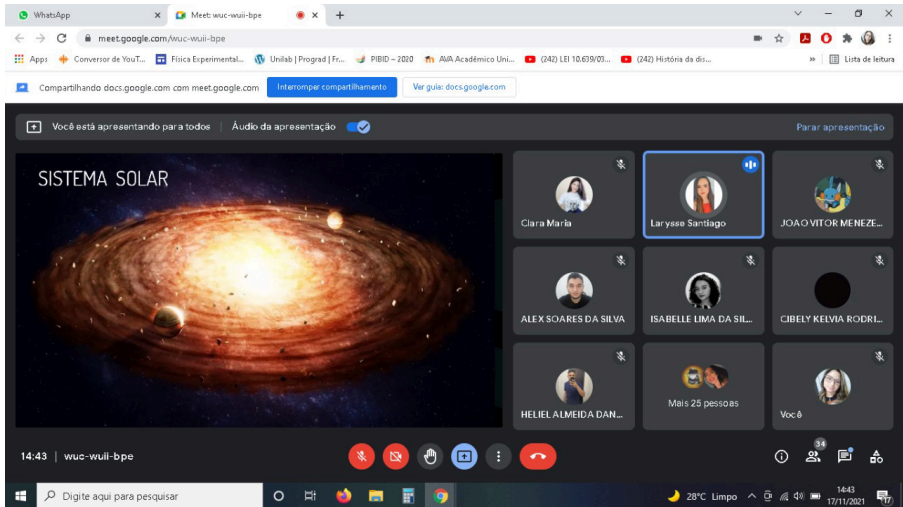 WhatsApp
Meet: wuc-wuii-bpe
meet.google.com/wuc-wuii-bpe
Apps
Conversor de YouT...
Física Experimental...
Unilab | Prograd | Fr...
PIBID – 2020
AVA Acadêmico Uni...
(242) LEI 10.639/03...
(242) História da dis...
»
Lista de leitura
Compartilhando docs.google.com com meet.google.com
Interromper compartilhamento
Ver guia: docs.google.com
Você está apresentando para todos
Áudio da apresentação
Parar apresentação
SISTEMA SOLAR
Clara Maria
Larysse Santiago
JOAO VITOR MENEZE...
ALEX SOARES DA SILVA
ISABELLE LIMA DA SIL...
CIBELY KELVIA RODRI...
HELIEL ALMEIDA DAN...
Mais 25 pessoas
Você
14:43 | wuc-wuii-bpe
34
Digite aqui para pesquisar
28°C Limpo
14:43
17/11/2021
17